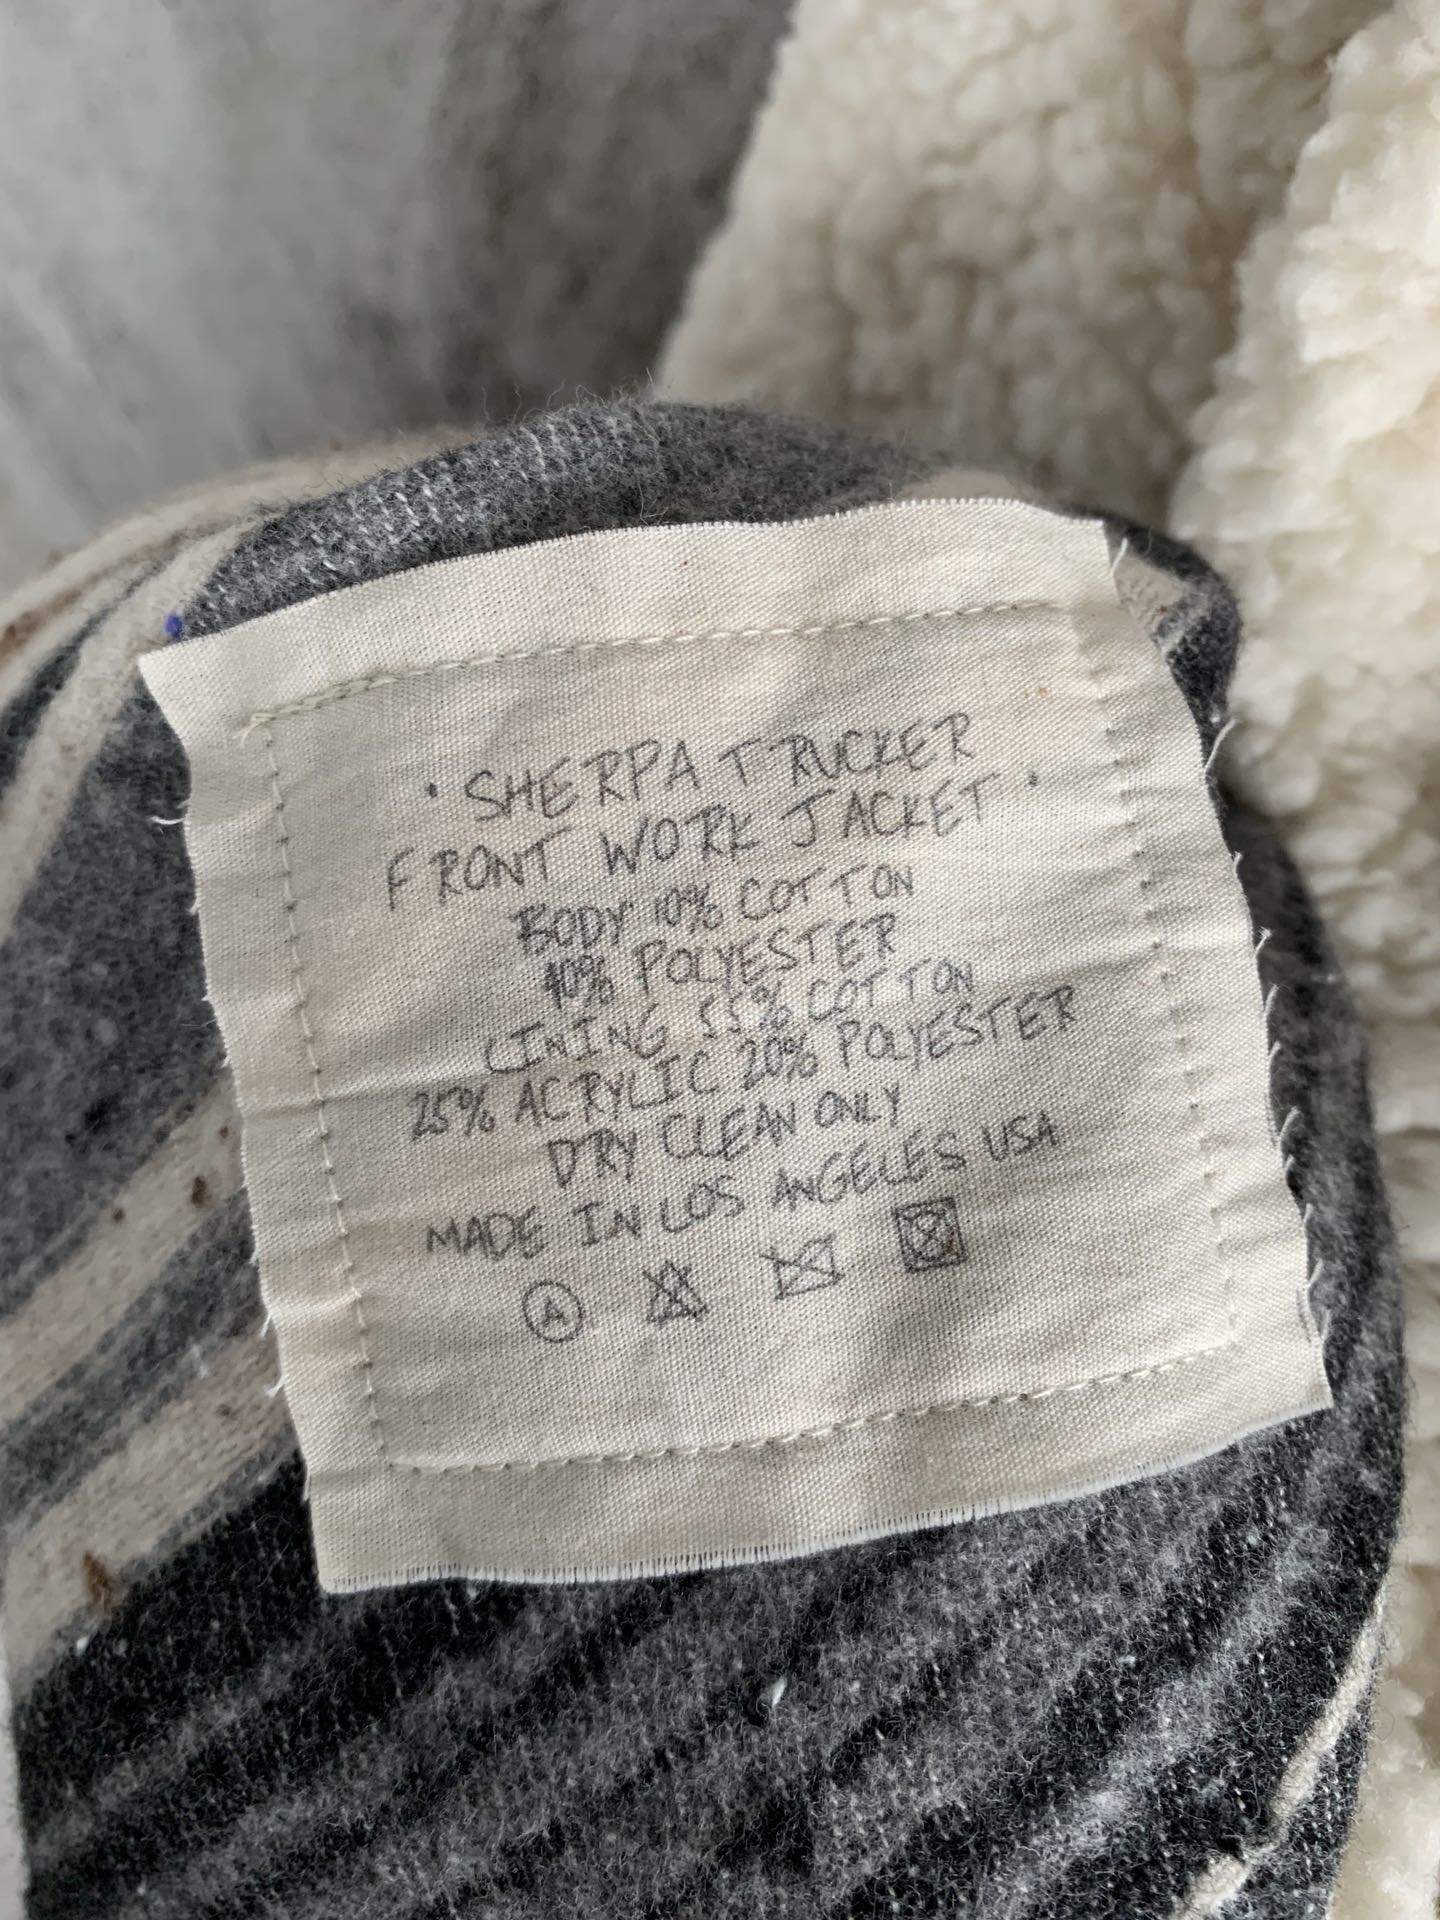 · SHERPA TRUCKER
FRONT WORK JACKET ·
BODY 10% COTTON
90% POLYESTER
LINING 55% COTTON
25% ACRYLIC 20% POLYESTER
DRY CLEAN ONLY
MADE IN LOS ANGELES USA
A